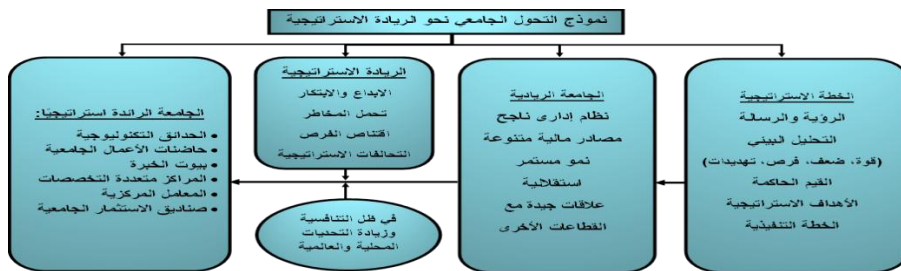 نموذج التحول الجامعي نحو الريادة الاستراتيجية
الخطة الاستراتيجية
الرؤية والرسالة
التحليل البيني
(قوة، ضعف، فرص، تهديدات)
القيم الحاكمة
الأهداف الاستراتيجية
الخطة التنفيذية
الجامعة الريادية
نظام إدارى ناجح
مصادر مالية متنوعة
نمو مستمر
استقلالية
علاقات جيدة مع
القطاعات الأخرى
الريادة الاستراتيجية
الابداع والابتكار
تحمل المخاطر
اقتناص الفرص
التحالفات الاستراتيجية
في ظل التنافسية
وزيادة التحديات
المحلية والعالمية
الجامعة الرائدة استراتيجيًا:
• الحدائق التكنولوجية
• حاضنات الأعمال الجامعية
• بيوت الخبرة
• المراكز متعددة التخصصات
• المعامل المركزية
• صناديق الاستثمار الجامعية